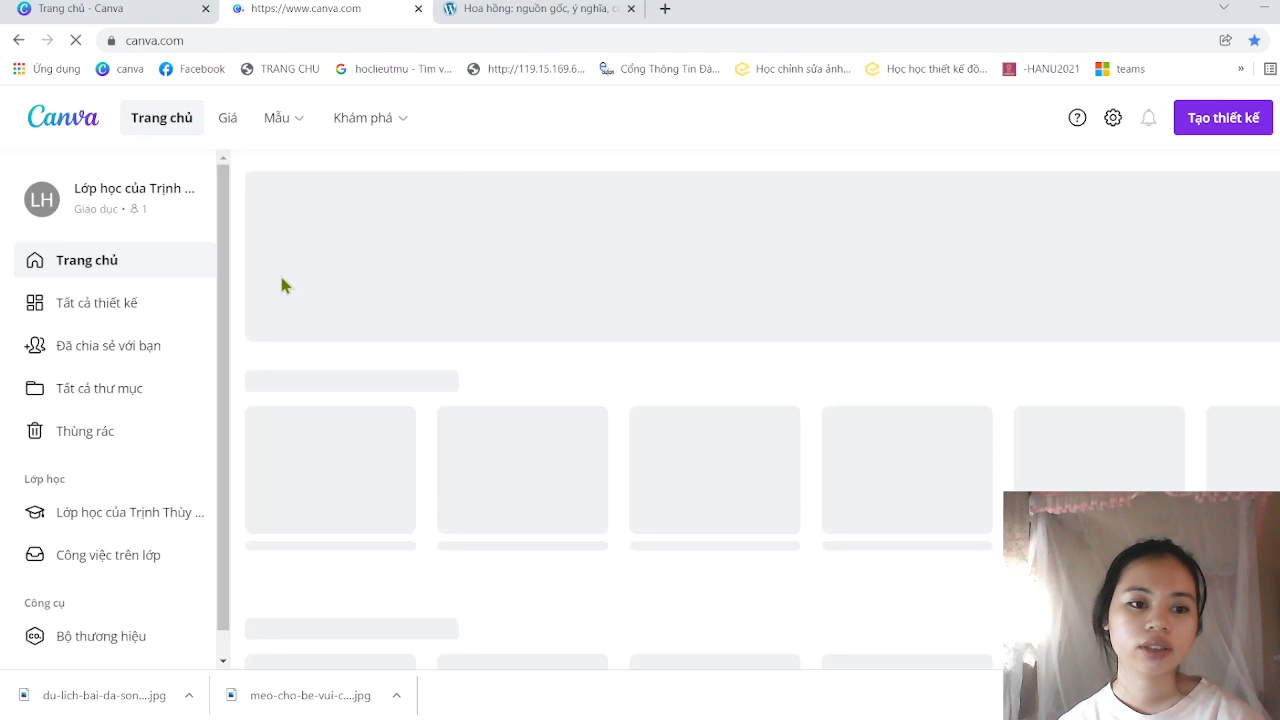 Trang chủ - Canva
https://www.canva.com
Hoa hồng: nguồn gốc, ý nghĩa, c
canva.com
Ứng dụng
canva
Facebook
TRANG CHU
hoclieutmu - Tìm v...
http://119.15.169.6...
Cổng Thông Tin Đà...
Học chỉnh sửa ảnh...
Học học thiết kế đồ...
-HANU2021
teams
»
Canva
Trang chủ
Giá
Mẫu
Khám phá
Tạo thiết kế
LH
Lớp học của Trịnh ...
Giáo dục • 1
Trang chủ
Tất cả thiết kế
Đã chia sẻ với bạn
Tất cả thư mục
Thùng rác
Lớp học
Lớp học của Trịnh Thùy ...
Công việc trên lớp
Công cụ
CO.
Bộ thương hiệu
du-lich-bai-da-son....jpg
meo-cho-be-vui-c....jpg